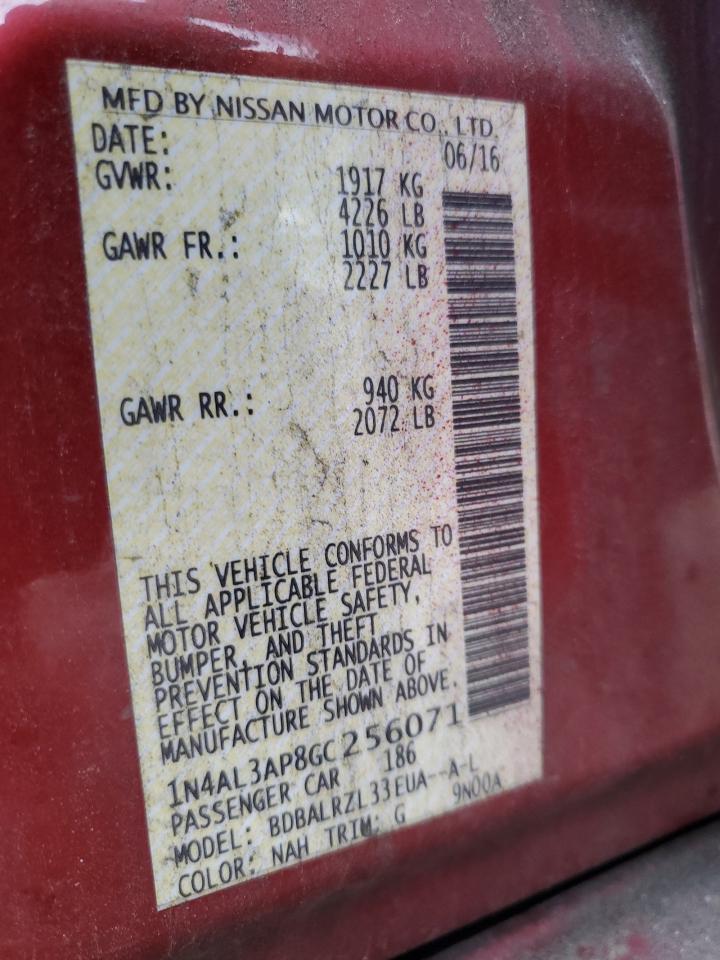 MFD BY NISSAN MOTOR CO., LTD.
DATE: 06/16
GVWR: 1917 KG
4226 LB
GAWR FR.: 1010 KG
2227 LB
GAWR RR.: 940 KG
2072 LB
THIS VEHICLE CONFORMS TO
ALL APPLICABLE FEDERAL
MOTOR VEHICLE SAFETY,
BUMPER, AND THEFT
PREVENTION STANDARDS IN
EFFECT ON THE DATE OF
MANUFACTURE SHOWN ABOVE.
1N4AL3AP8GC256071
PASSENGER CAR 186
MODEL: BDBALRZL33EUA--A-L
COLOR: NAH TRIM: G 9N00A